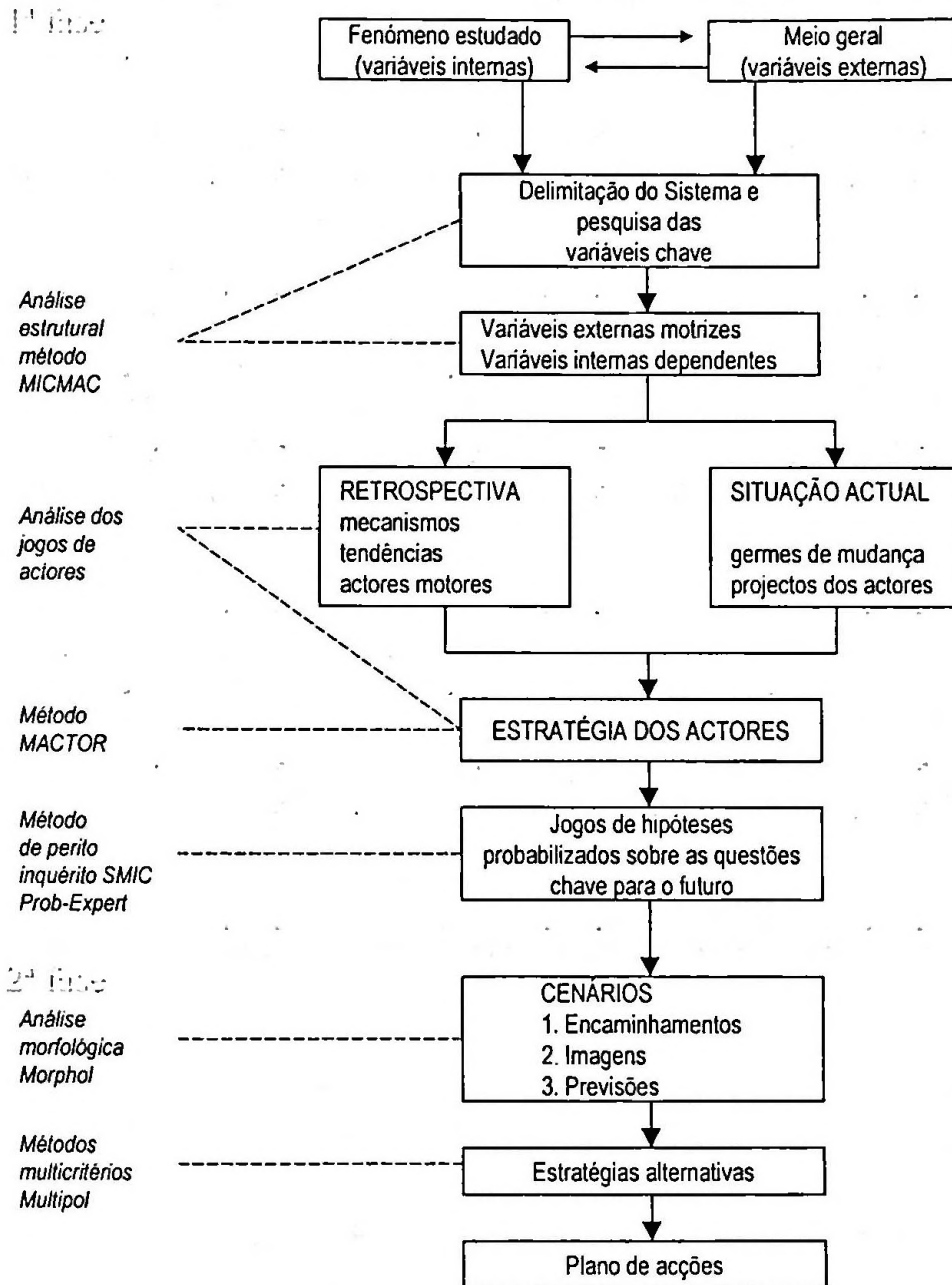 1ª fase
Fenómeno estudado
(variáveis internas)
Meio geral
(variáveis externas)
Delimitação do Sistema e
pesquisa das
variáveis chave
Análise
estrutural
método
MICMAC
Variáveis externas motrizes
Variáveis internas dependentes
RETROSPECTIVA
mecanismos
tendências
actores motores
SITUAÇÃO ACTUAL
germes de mudança
projectos dos actores
Análise dos
jogos de
actores
Método
MACTOR
ESTRATÉGIA DOS ACTORES
Método
de perito
inquérito SMIC
Prob-Expert
Jogos de hipóteses
probabilizados sobre as questões
chave para o futuro
2ª fase
Análise
morfológica
Morphol
CENÁRIOS
1. Encaminhamentos
2. Imagens
3. Previsões
Métodos
multicritérios
Multipol
Estratégias alternativas
Plano de acções